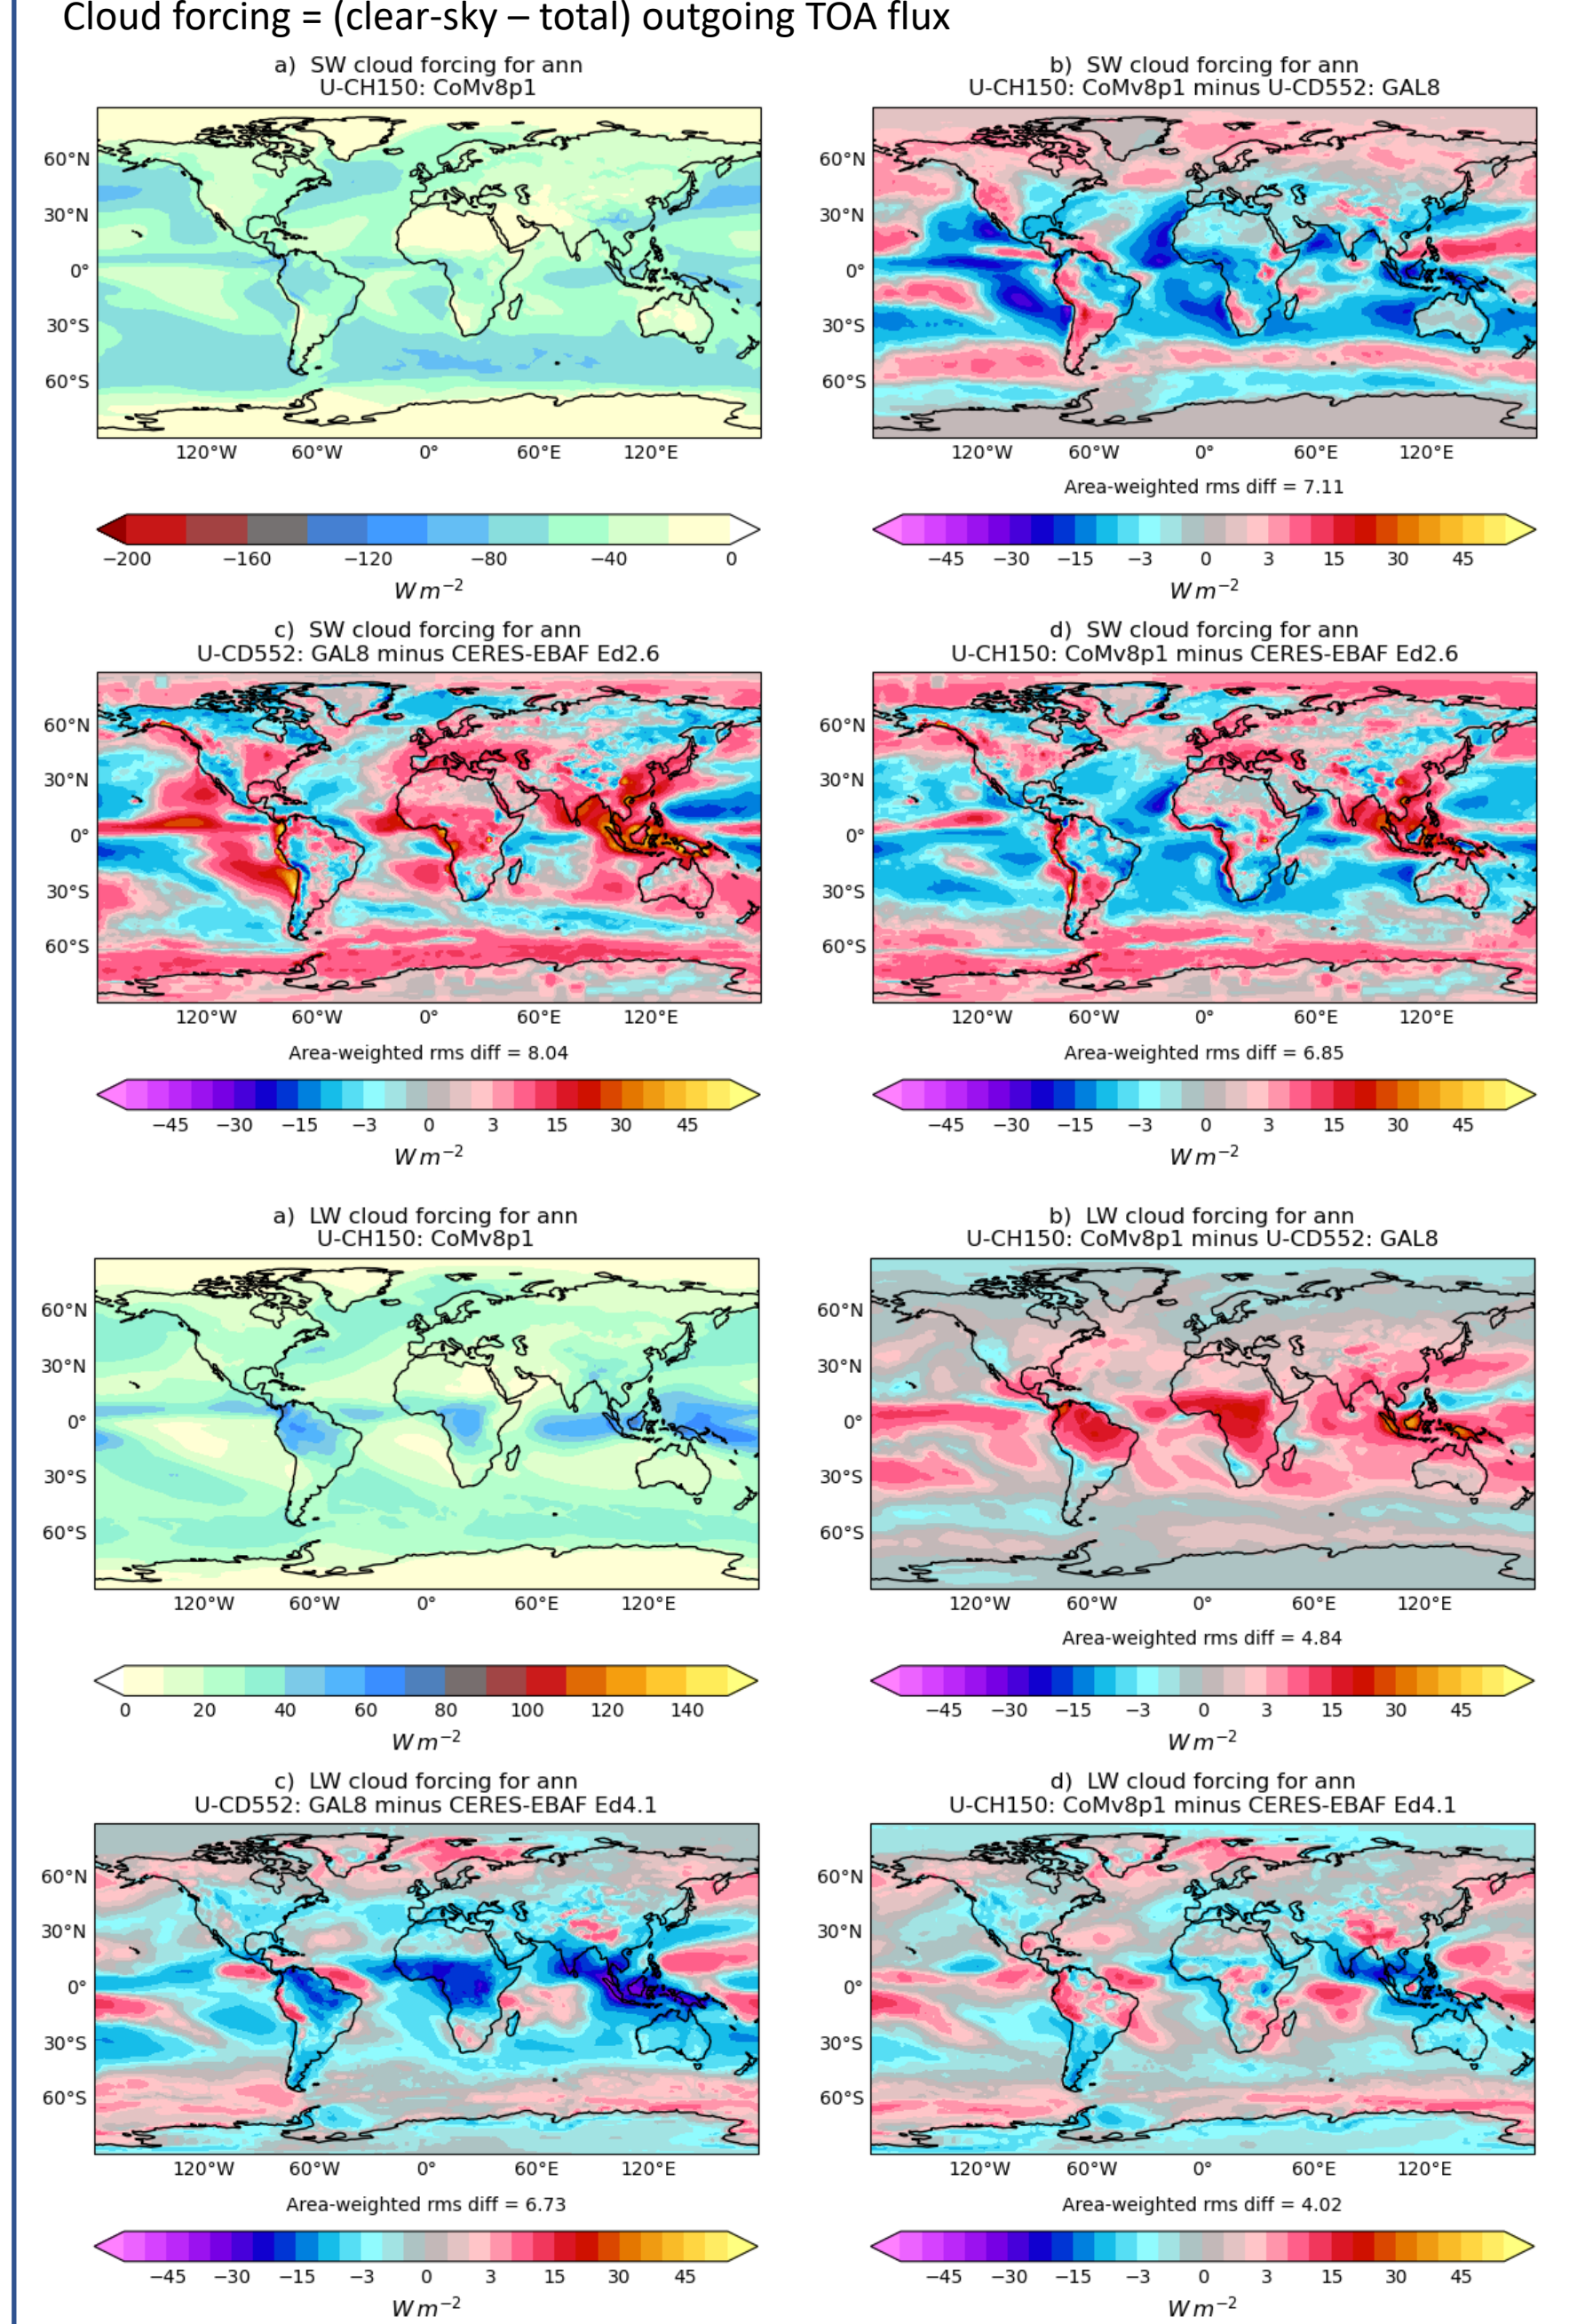 Cloud forcing = (clear-sky – total) outgoing TOA flux
a)  SW cloud forcing for ann
U-CH150: CoMv8p1
60°N
30°N
0°
30°S
60°S
120°W 60°W 0° 60°E 120°E
−200 −160 −120 −80 −40 0
W m−2
b)  SW cloud forcing for ann
U-CH150: CoMv8p1 minus U-CD552: GAL8
60°N
30°N
0°
30°S
60°S
120°W 60°W 0° 60°E 120°E
Area-weighted rms diff = 7.11
−45 −30 −15 −3 0 3 15 30 45
W m−2
c)  SW cloud forcing for ann
U-CD552: GAL8 minus CERES-EBAF Ed2.6
60°N
30°N
0°
30°S
60°S
120°W 60°W 0° 60°E 120°E
Area-weighted rms diff = 8.04
−45 −30 −15 −3 0 3 15 30 45
W m−2
d)  SW cloud forcing for ann
U-CH150: CoMv8p1 minus CERES-EBAF Ed2.6
60°N
30°N
0°
30°S
60°S
120°W 60°W 0° 60°E 120°E
Area-weighted rms diff = 6.85
−45 −30 −15 −3 0 3 15 30 45
W m−2
a)  LW cloud forcing for ann
U-CH150: CoMv8p1
60°N
30°N
0°
30°S
60°S
120°W 60°W 0° 60°E 120°E
0 20 40 60 80 100 120 140
W m−2
b)  LW cloud forcing for ann
U-CH150: CoMv8p1 minus U-CD552: GAL8
60°N
30°N
0°
30°S
60°S
120°W 60°W 0° 60°E 120°E
Area-weighted rms diff = 4.84
−45 −30 −15 −3 0 3 15 30 45
W m−2
c)  LW cloud forcing for ann
U-CD552: GAL8 minus CERES-EBAF Ed4.1
60°N
30°N
0°
30°S
60°S
120°W 60°W 0° 60°E 120°E
Area-weighted rms diff = 6.73
−45 −30 −15 −3 0 3 15 30 45
W m−2
d)  LW cloud forcing for ann
U-CH150: CoMv8p1 minus CERES-EBAF Ed4.1
60°N
30°N
0°
30°S
60°S
120°W 60°W 0° 60°E 120°E
Area-weighted rms diff = 4.02
−45 −30 −15 −3 0 3 15 30 45
W m−2